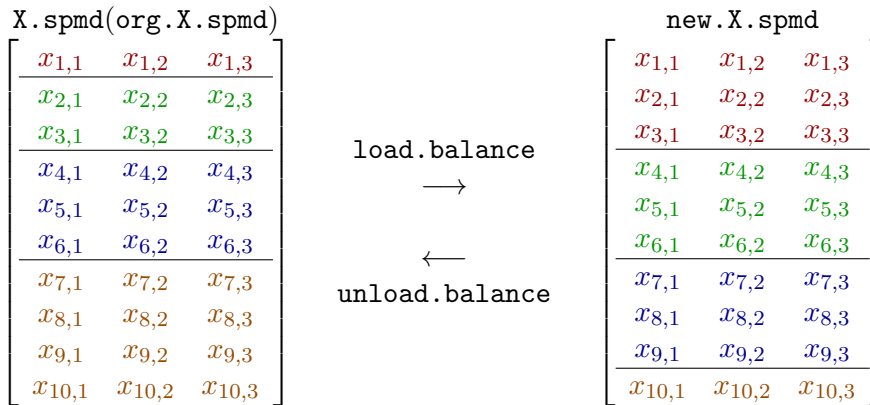 X.spmd(org.X.spmd)
x1,1 x1,2 x1,3
x2,1 x2,2 x2,3
x3,1 x3,2 x3,3
x4,1 x4,2 x4,3
x5,1 x5,2 x5,3
x6,1 x6,2 x6,3
x7,1 x7,2 x7,3
x8,1 x8,2 x8,3
x9,1 x9,2 x9,3
x10,1 x10,2 x10,3
load.balance
⟶
⟵
unload.balance
new.X.spmd
x1,1 x1,2 x1,3
x2,1 x2,2 x2,3
x3,1 x3,2 x3,3
x4,1 x4,2 x4,3
x5,1 x5,2 x5,3
x6,1 x6,2 x6,3
x7,1 x7,2 x7,3
x8,1 x8,2 x8,3
x9,1 x9,2 x9,3
x10,1 x10,2 x10,3